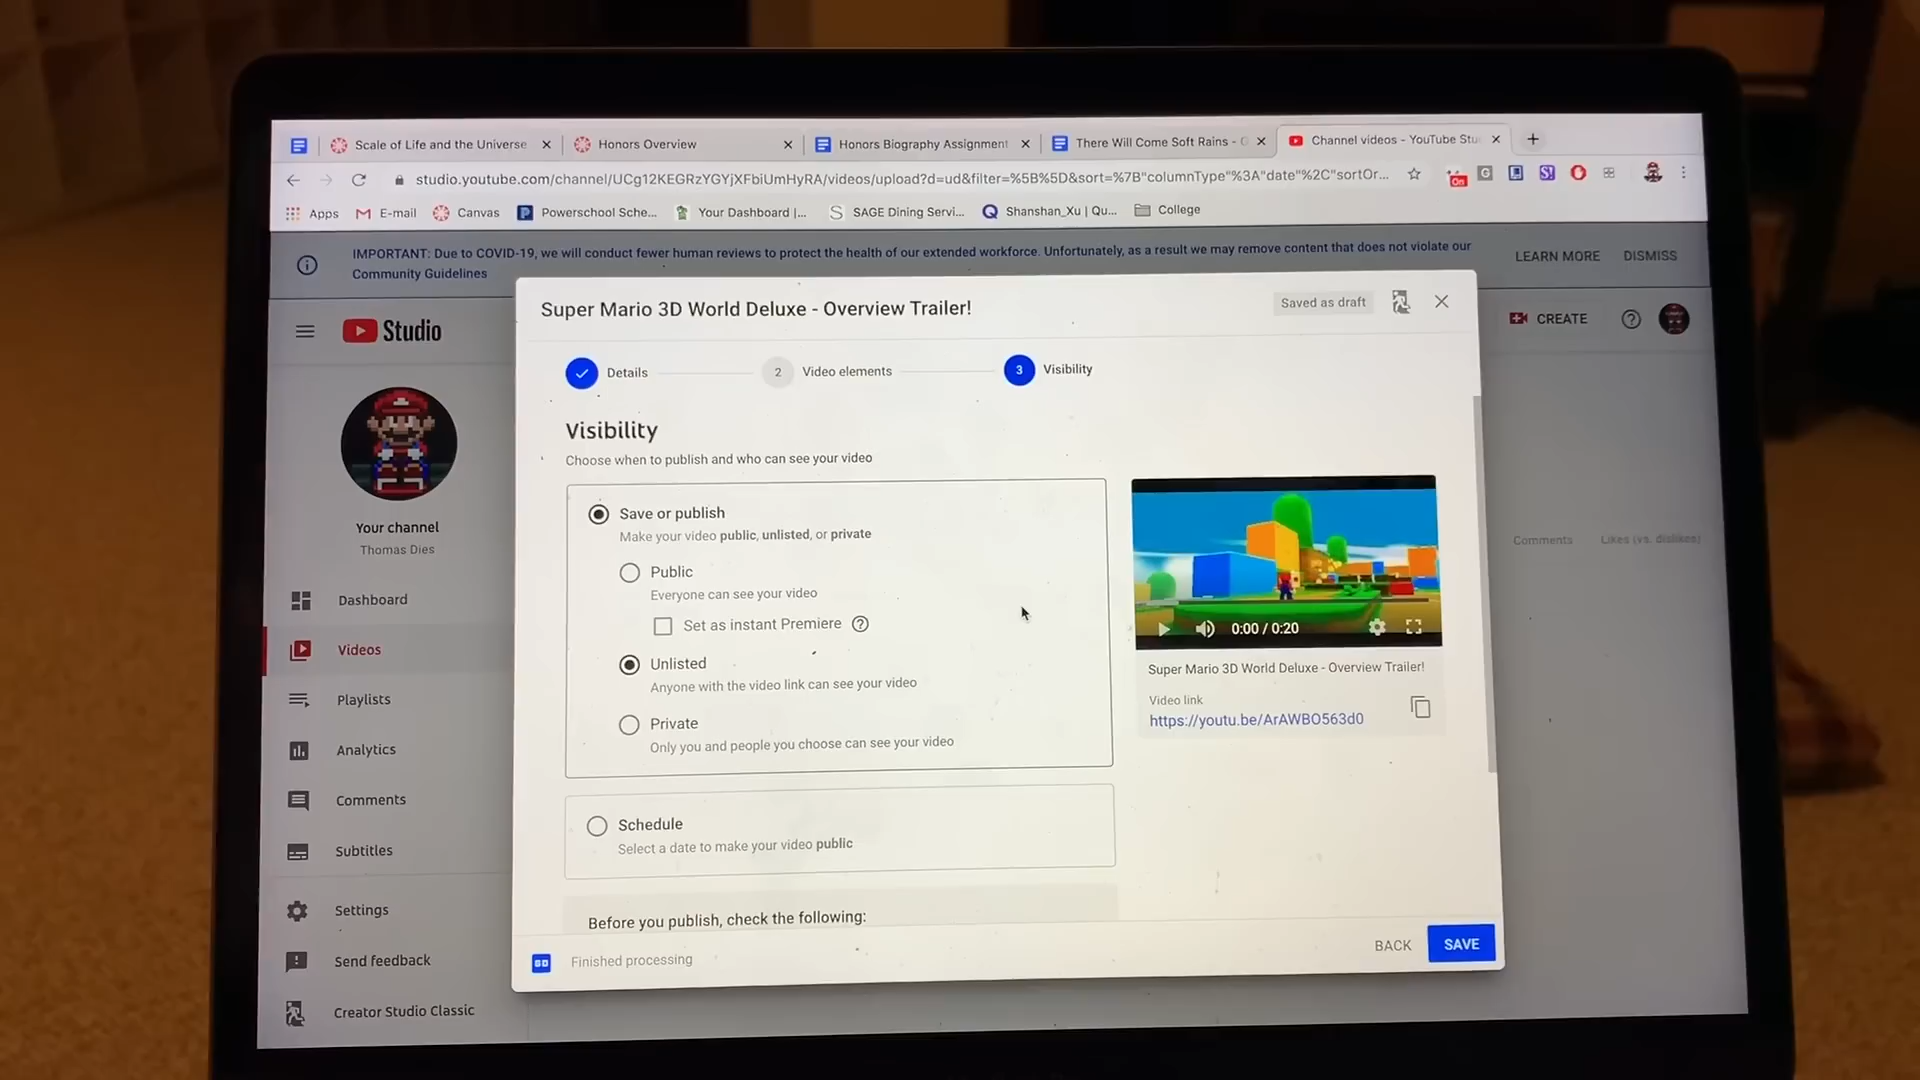 Scale of Life and the Universe
Honors Overview
Honors Biography Assignment
There Will Come Soft Rains - G
Channel videos - YouTube Stu
studio.youtube.com/channel/UCg12KEGRzYGYjXFbiUmHyRA/videos/upload?d=ud&filter=%5B%5D&sort=%7B"columnType"%3A"date"%2C"sortOr...
On
Apps
E-mail
Canvas
Powerschool Sche...
Your Dashboard |...
SAGE Dining Servi...
Shanshan_Xu | Qu...
College
IMPORTANT: Due to COVID-19, we will conduct fewer human reviews to protect the health of our extended workforce. Unfortunately, as a result we may remove content that does not violate our
Community Guidelines
LEARN MORE
DISMISS
Studio
CREATE
Super Mario 3D World Deluxe - Overview Trailer!
Saved as draft
Details
2
Video elements
3
Visibility
Your channel
Thomas Dies
Dashboard
Videos
Playlists
Analytics
Comments
Subtitles
Settings
Send feedback
Creator Studio Classic
Visibility
Choose when to publish and who can see your video
Save or publish
Make your video public, unlisted, or private
Public
Everyone can see your video
Set as instant Premiere
Unlisted
Anyone with the video link can see your video
Private
Only you and people you choose can see your video
Schedule
Select a date to make your video public
Before you publish, check the following:
Finished processing
BACK
SAVE
0:00 / 0:20
Super Mario 3D World Deluxe - Overview Trailer!
Video link
https://youtu.be/ArAWBO563d0
Comments
Likes (vs. dislikes)